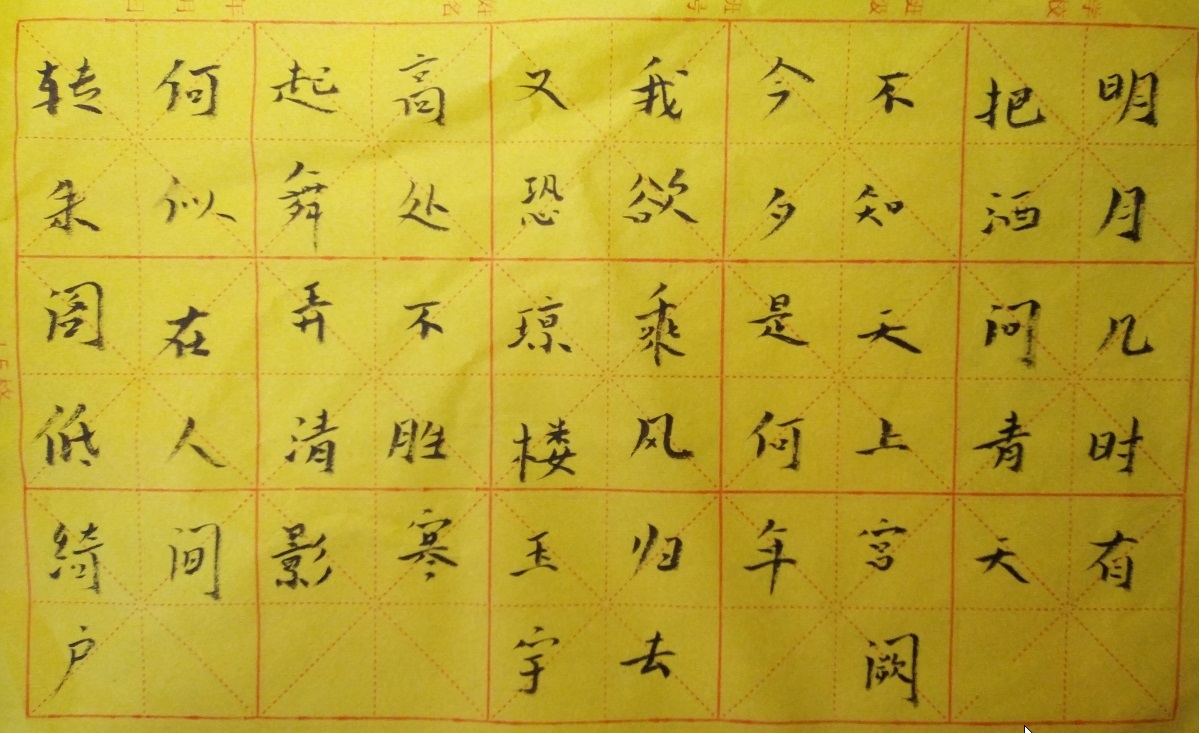 明月几时有
把酒问青天
不知天上宫阙
今夕是何年
我欲乘风归去
又恐琼楼玉宇
高处不胜寒
起舞弄清影
何似在人间
转朱阁低绮户